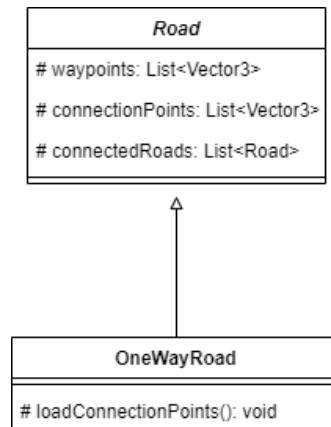 Road
# waypoints: List<Vector3>
# connectionPoints: List<Vector3>
# connectedRoads: List<Road>
OneWayRoad
# loadConnectionPoints(): void